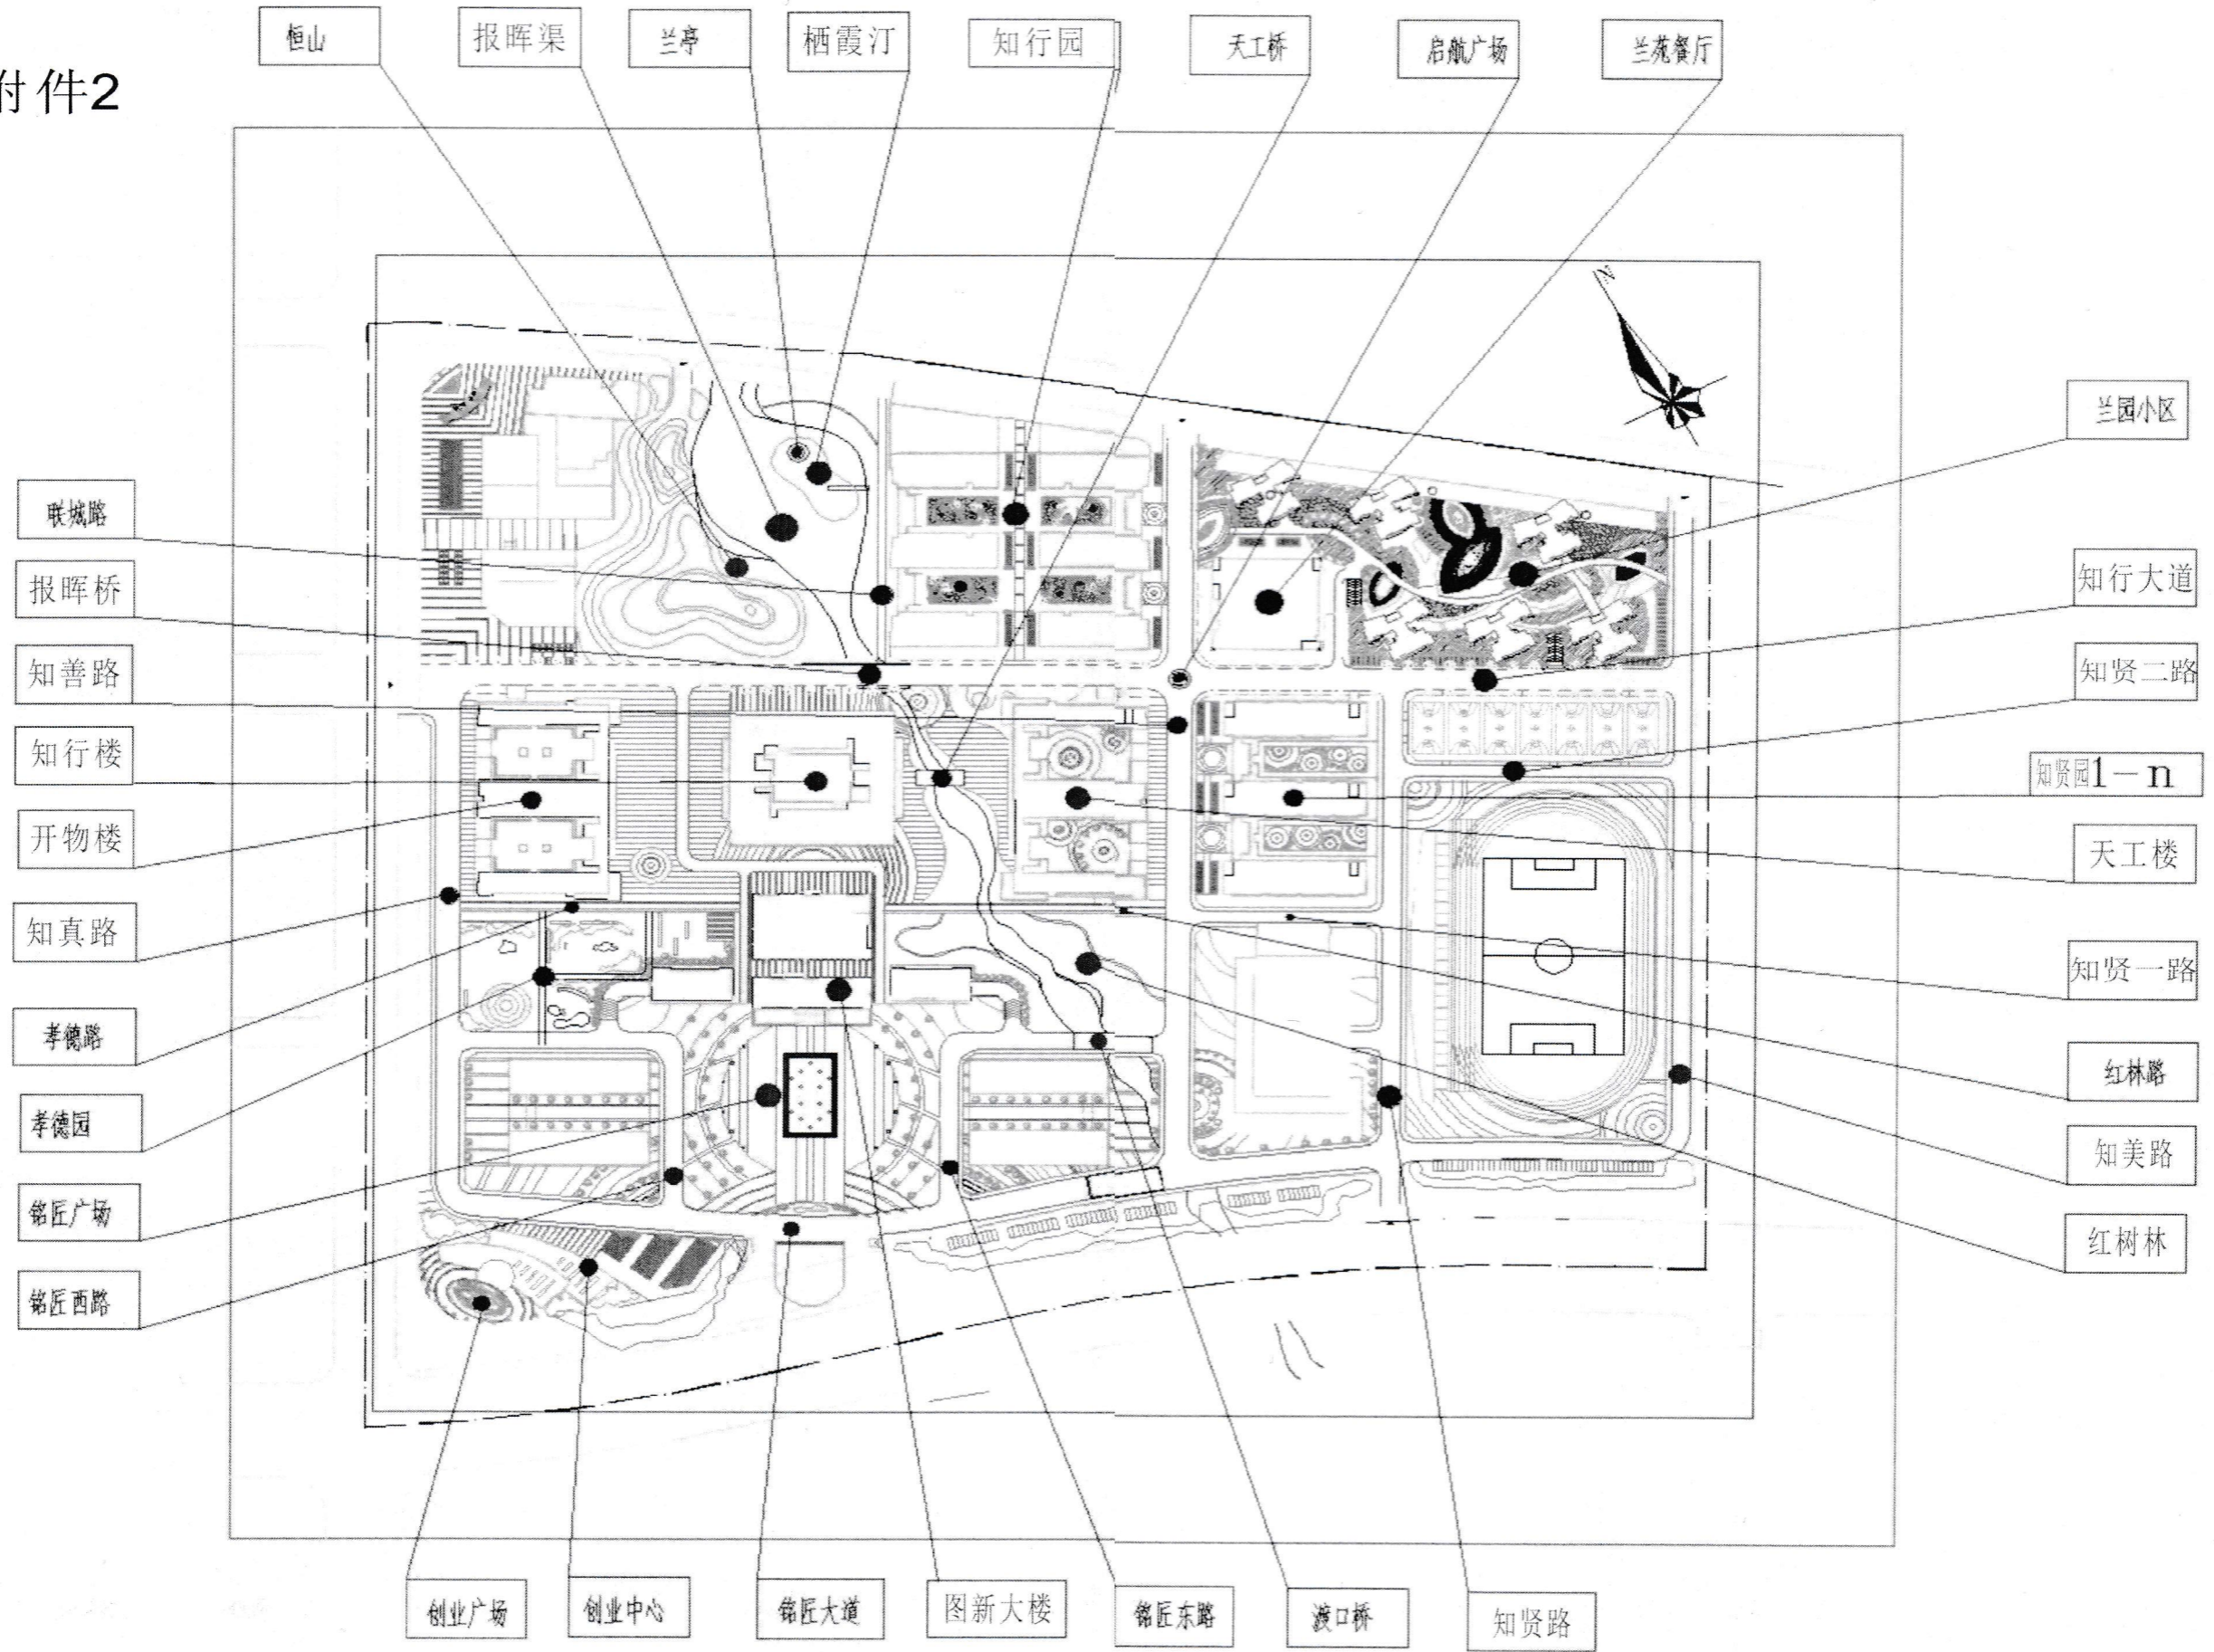 附件2
恒山
报晖渠
兰亭
栖霞汀
知行园
天工桥
启航广场
兰苑餐厅
N
联城路
报晖桥
知善路
知行楼
开物楼
知真路
孝德路
孝德园
铭匠广场
铭匠西路
兰园小区
知行大道
知贤二路
知贤园1-n
天工楼
知贤一路
红林路
知美路
红树林
创业广场
创业中心
铭匠大道
图新大楼
铭匠东路
渡口桥
知贤路